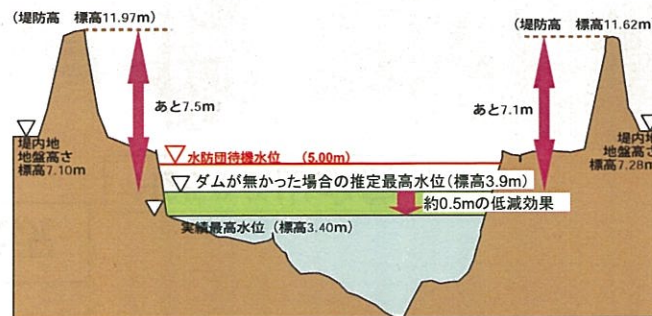 (堤防高 標高11.97m)
(堤防高 標高11.62m)
あと7.5m
あと7.1m
堤内地
地盤高さ
標高7.10m
堤内地
地盤高さ
標高7.28m
水防団待機水位 (5.00m)
ダムが無かった場合の推定最高水位(標高3.9m)
約0.5mの低減効果
実績最高水位(標高3.40m)